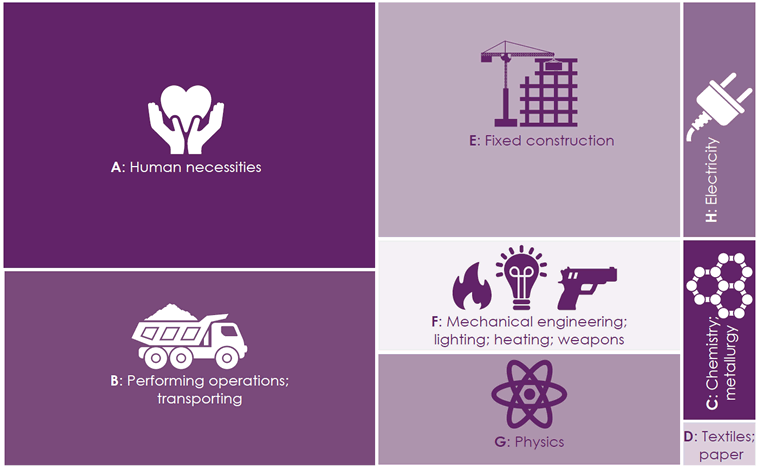 A: Human necessities
B: Performing operations;
transporting
E: Fixed construction
F: Mechanical engineering;
lighting; heating; weapons
G: Physics
H: Electricity
C: Chemistry;
metallurgy
D: Textiles;
paper